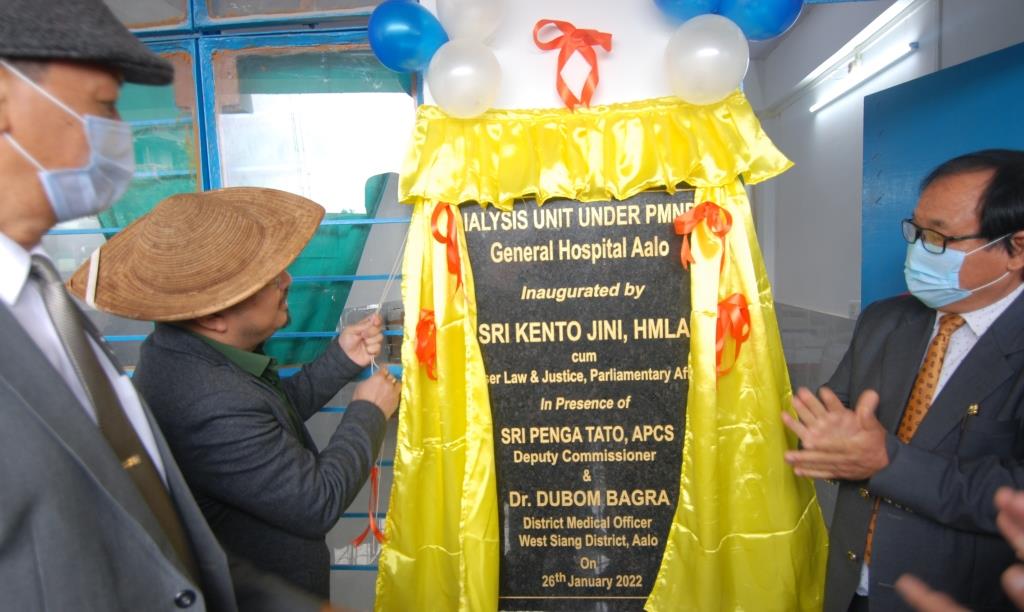 IALYSIS UNIT UNDER PMND
General Hospital Aalo
Inaugurated by
SRI KENTO JINI, HMLA
cum
er Law & Justice, Parliamentary Aff
In Presence of
SRI PENGA TATO, APCS
Deputy Commissioner
&
Dr. DUBOM BAGRA
District Medical Officer
West Siang District, Aalo
On
26th January 2022